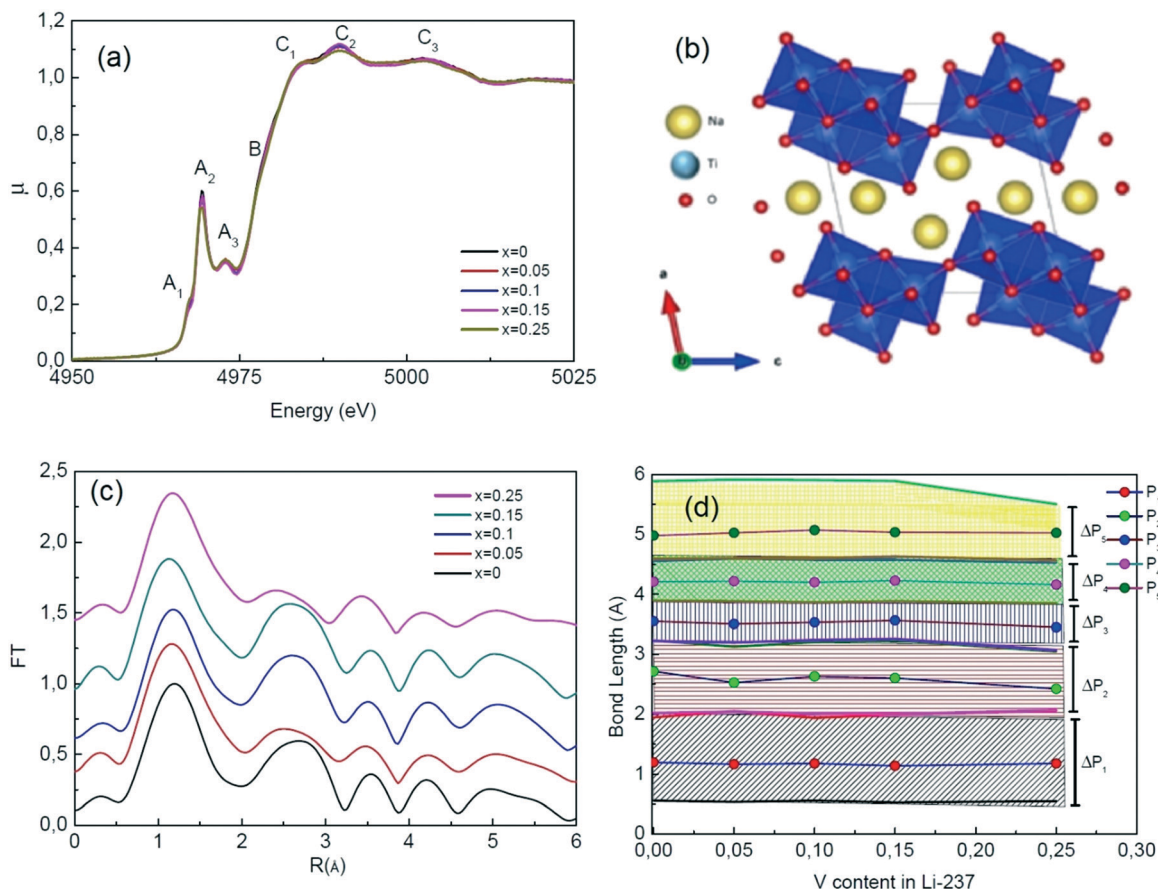 (a)
C₁
C₂
C₃
B
A₂
A₃
A₁
μ
1,2
1,0
0,8
0,6
0,4
0,2
0,0
x=0
x=0.05
x=0.1
x=0.15
x=0.25
4950
4975
5000
5025
Energy (eV)
(b)
Na
Ti
O
a
b
c
(c)
FT
2,5
2,0
1,5
1,0
0,5
0,0
x=0.25
x=0.15
x=0.1
x=0.05
x=0
0
1
2
3
4
5
6
R(Å)
(d)
Bond Length (A)
6
5
4
3
2
1
0
ΔP₅
ΔP₄
ΔP₃
ΔP₂
ΔP₁
P
P
P
P
P
0,00
0,05
0,10
0,15
0,20
0,25
0,30
V content in Li-237